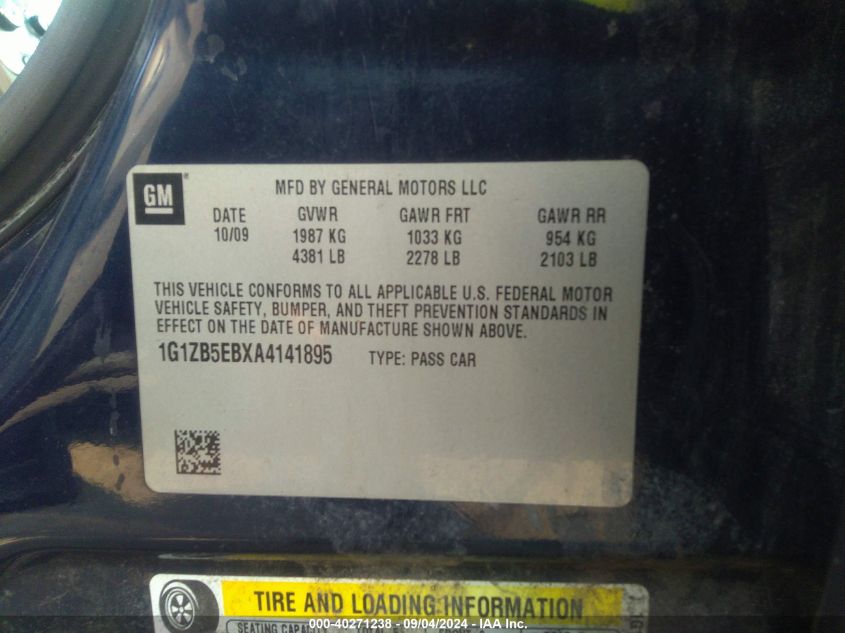 GM
MFD BY GENERAL MOTORS LLC
DATE GVWR GAWR FRT GAWR RR
10/09 1987 KG 1033 KG 954 KG
4381 LB 2278 LB 2103 LB
THIS VEHICLE CONFORMS TO ALL APPLICABLE U.S. FEDERAL MOTOR
VEHICLE SAFETY, BUMPER, AND THEFT PREVENTION STANDARDS IN
EFFECT ON THE DATE OF MANUFACTURE SHOWN ABOVE.
1G1ZB5EBXA4141895 TYPE: PASS CAR
TIRE AND LOADING INFORMATION
SEATING CAPACITY
000-40271238 - 09/04/2024 - IAA Inc.